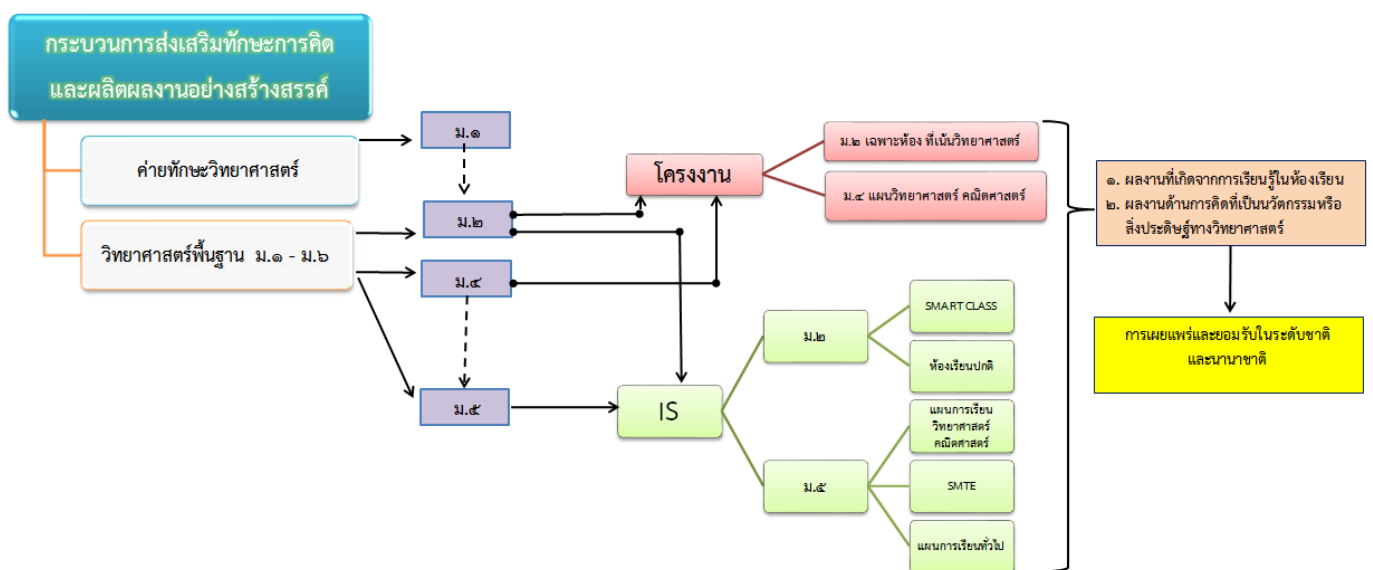 กระบวนการส่งเสริมทักษะการคิด
และผลิตผลงานอย่างสร้างสรรค์
ค่ายทักษะวิทยาศาสตร์
วิทยาศาสตร์พื้นฐาน ม.๑ - ม.๖
ม.๑
ม.๒
ม.๔
ม.๕
โครงงาน
ม.๒ เฉพาะห้อง ที่เน้นวิทยาศาสตร์
ม.๔ แผนวิทยาศาสตร์ คณิตศาสตร์
IS
ม.๒
SMART CLASS
ห้องเรียนปกติ
ม.๕
แผนการเรียน
วิทยาศาสตร์
คณิตศาสตร์
SMTE
แผนการเรียนทั่วไป
๑. ผลงานที่เกิดจากการเรียนรู้ในห้องเรียน
๒. ผลงานด้านการคิดที่เป็นนวัตกรรมหรือ
สิ่งประดิษฐ์ทางวิทยาศาสตร์
การเผยแพร่และยอมรับในระดับชาติ
และนานาชาติ